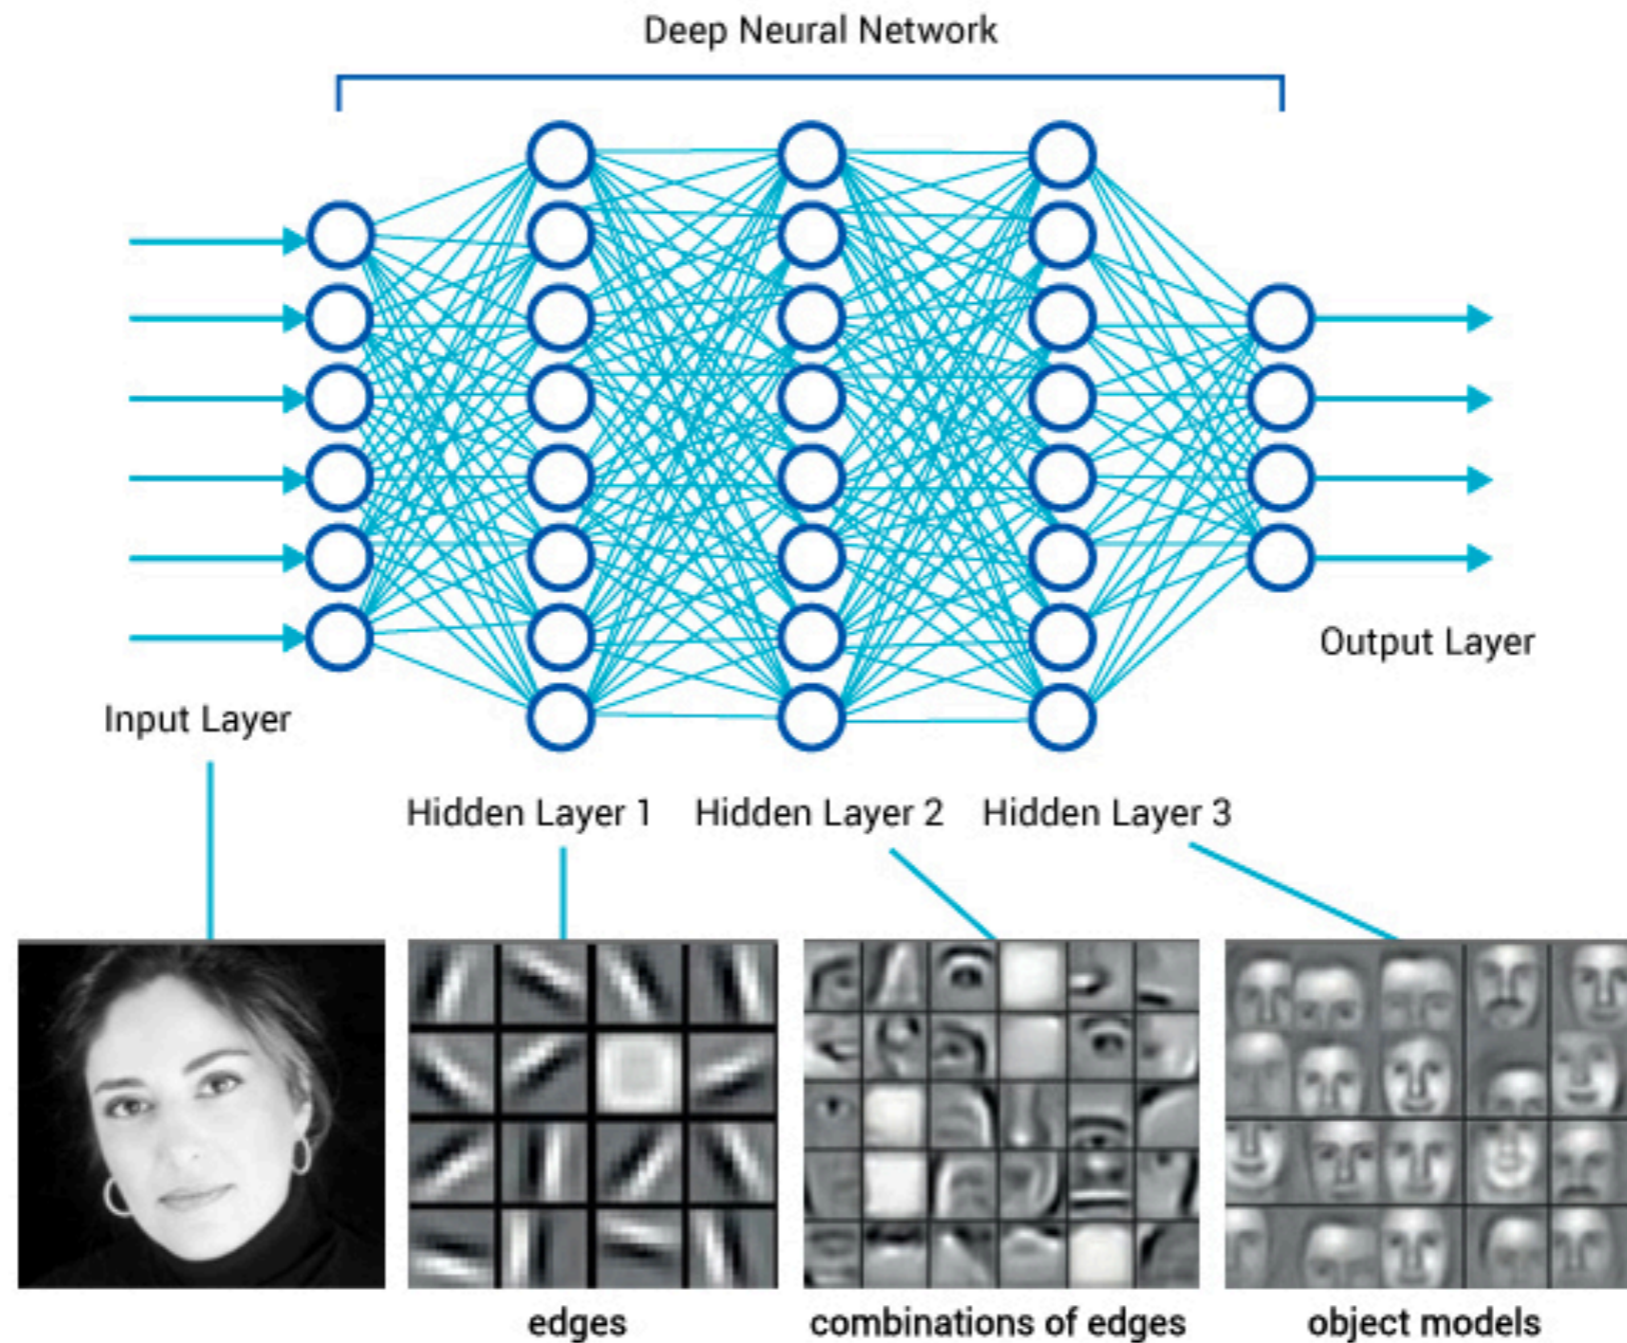 Deep Neural Network
Output Layer
Input Layer
Hidden Layer 1
Hidden Layer 2
Hidden Layer 3
edges
combinations of edges
object models